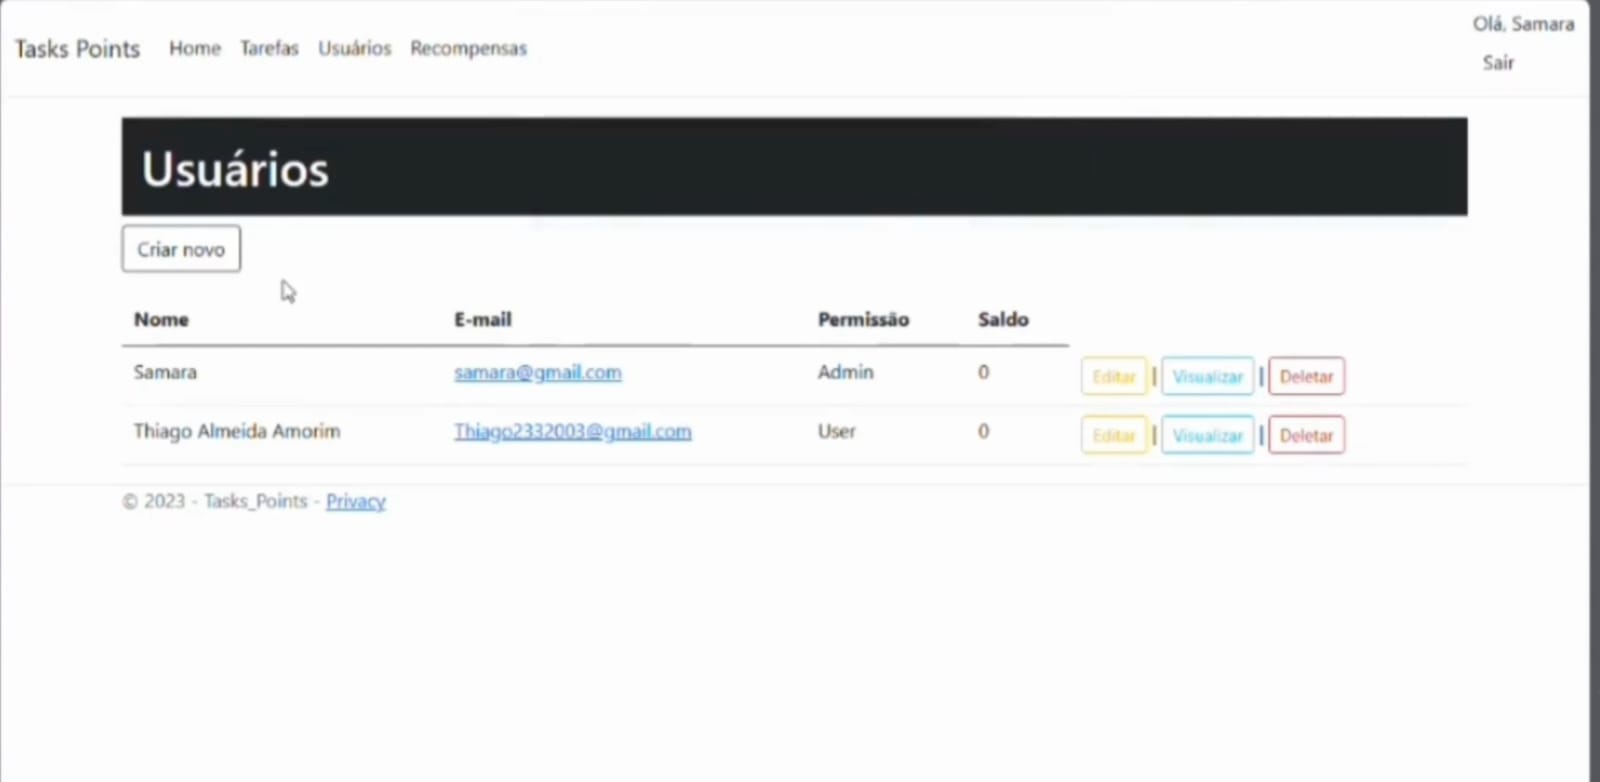 Tasks Points Home Tarefas Usuários Recompensas Olá, Samara
Sair
Usuários
Criar novo
Nome E-mail Permissão Saldo
Samara samara@gmail.com Admin 0 Editar | Visualizar | Deletar
Thiago Almeida Amorim Thiago2332003@gmail.com User 0 Editar | Visualizar | Deletar
© 2023 - Tasks_Points - Privacy